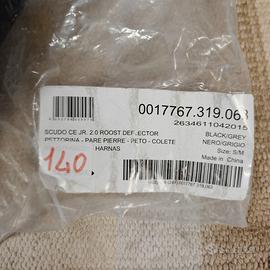 0017767.319.063
2634611042015
SCUDO CE JR. 2.0 ROOST DEFLECTOR
BLACK/GREY
PETTORINA - PARE PIERRE - PETO - COLETE
NERO/GRIGIO
HARNAS
Size: S/M
Made in China
140